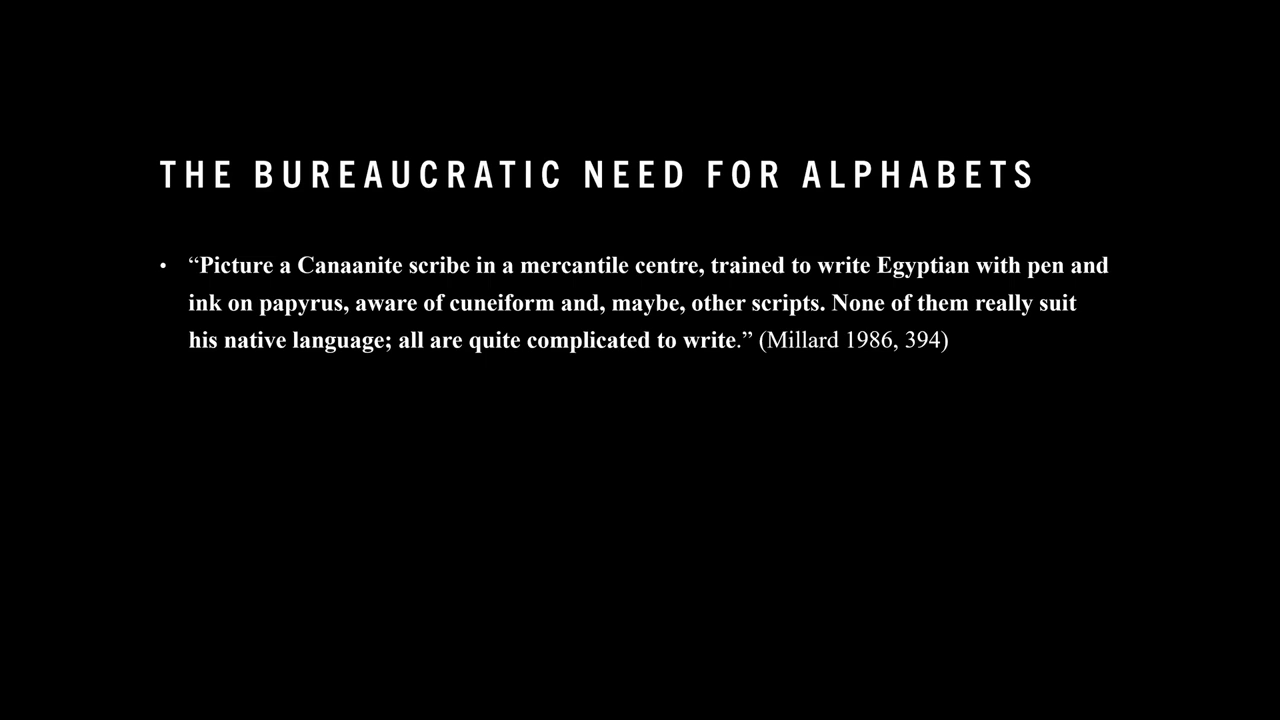 THE BUREAUCRATIC NEED FOR ALPHABETS
• “Picture a Canaanite scribe in a mercantile centre, trained to write Egyptian with pen and
ink on papyrus, aware of cuneiform and, maybe, other scripts. None of them really suit
his native language; all are quite complicated to write.” (Millard 1986, 394)